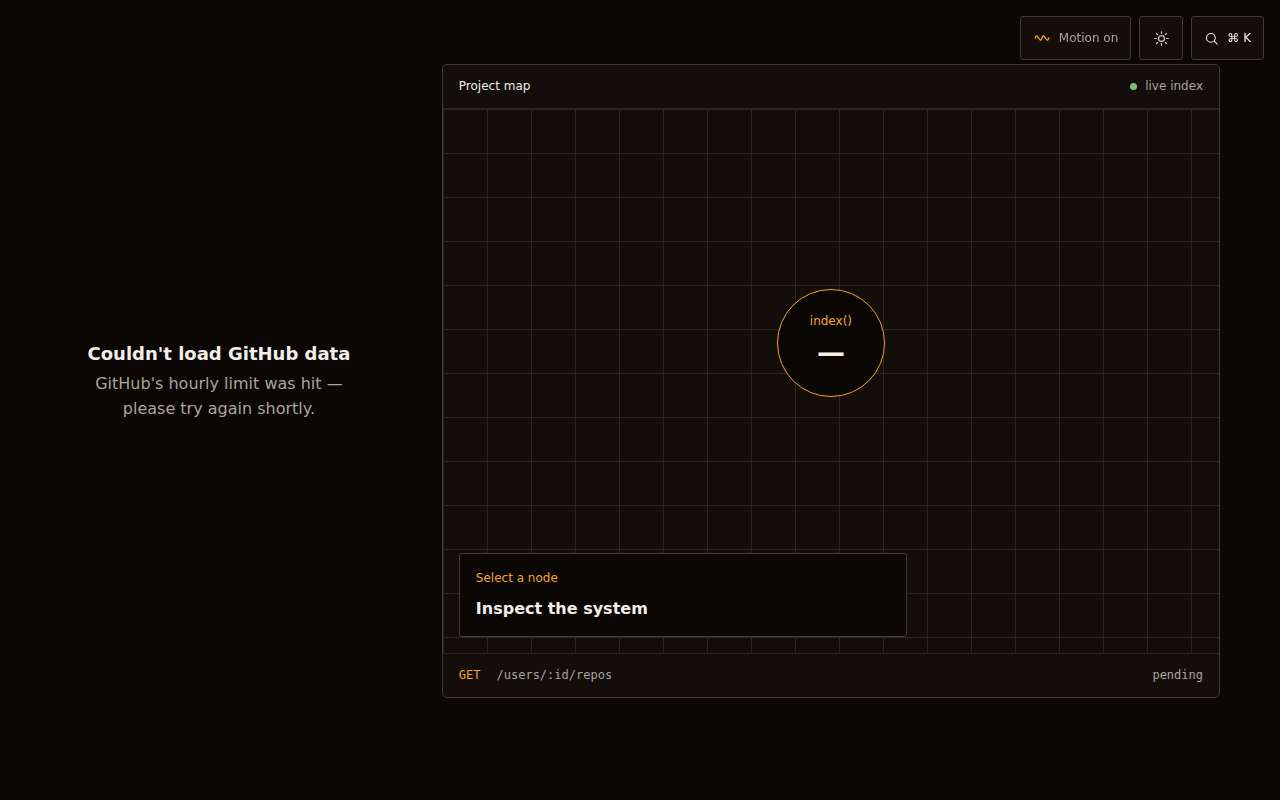 Motion on
⌘ K
Project map
live index
index()
—
Couldn't load GitHub data
GitHub's hourly limit was hit —
please try again shortly.
Select a node
Inspect the system
GET /users/:id/repos
pending